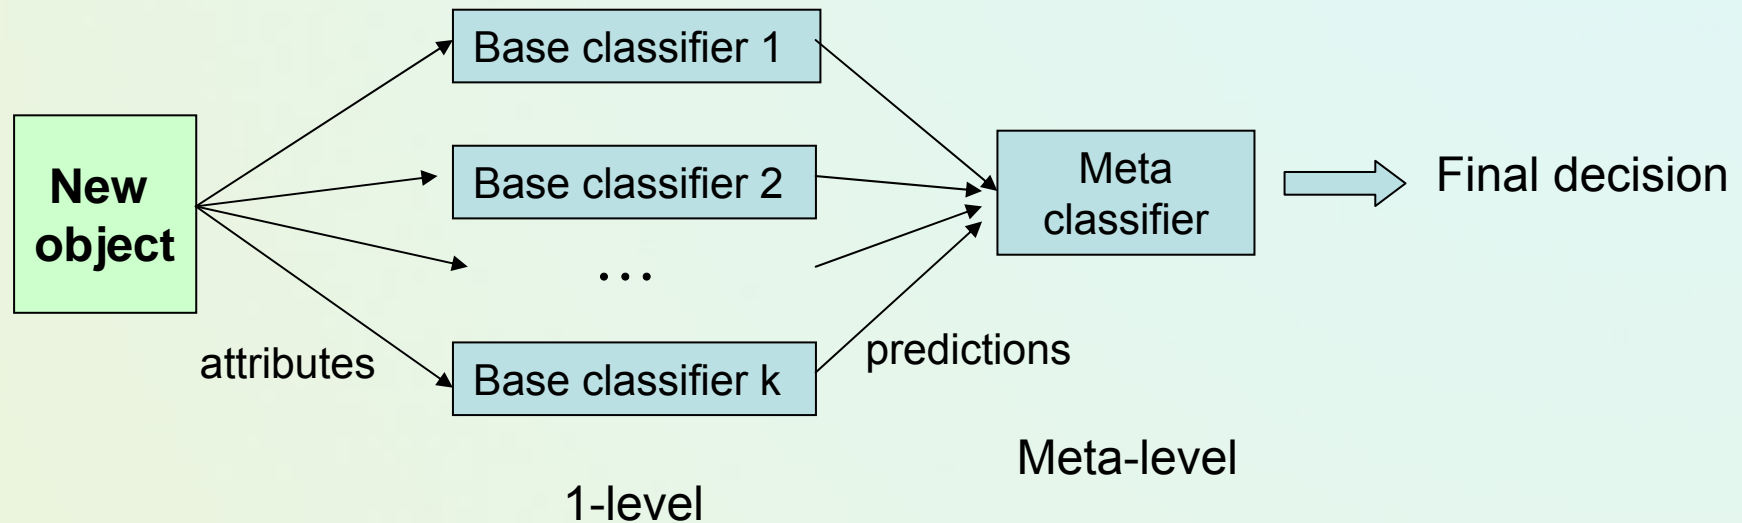 New
object
attributes
Base classifier 1
Base classifier 2
...
Base classifier k
1-level
predictions
Meta
classifier
Meta-level
Final decision